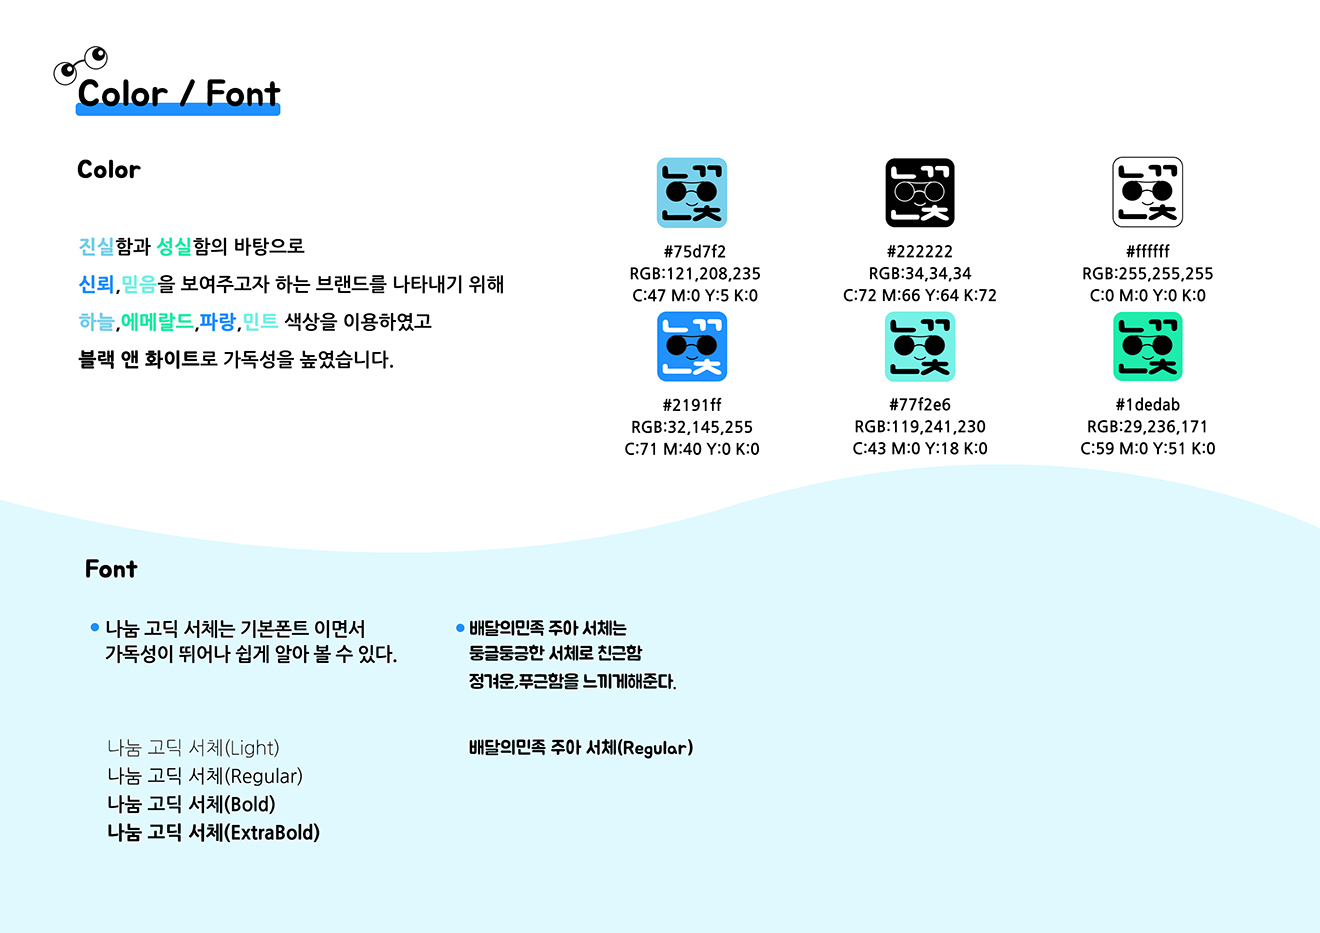 Color / Font
Color
진실함과 성실함의 바탕으로
신뢰,믿음을 보여주고자 하는 브랜드를 나타내기 위해
하늘,에메랄드,파랑,민트 색상을 이용하였고
블랙 앤 화이트로 가독성을 높였습니다.
느낏
#75d7f2
RGB:121,208,235
C:47 M:0 Y:5 K:0
#222222
RGB:34,34,34
C:72 M:66 Y:64 K:72
#ffffff
RGB:255,255,255
C:0 M:0 Y:0 K:0
#2191ff
RGB:32,145,255
C:71 M:40 Y:0 K:0
#77f2e6
RGB:119,241,230
C:43 M:0 Y:18 K:0
#1dedab
RGB:29,236,171
C:59 M:0 Y:51 K:0
Font
나눔 고딕 서체는 기본폰트 이면서
가독성이 뛰어나 쉽게 알아 볼 수 있다.
나눔 고딕 서체(Light)
나눔 고딕 서체(Regular)
나눔 고딕 서체(Bold)
나눔 고딕 서체(ExtraBold)
배달의민족 주아 서체는
둥글둥긍한 서체로 친근함
정겨운,푸근함을 느끼게해준다.
배달의민족 주아 서체(Regular)